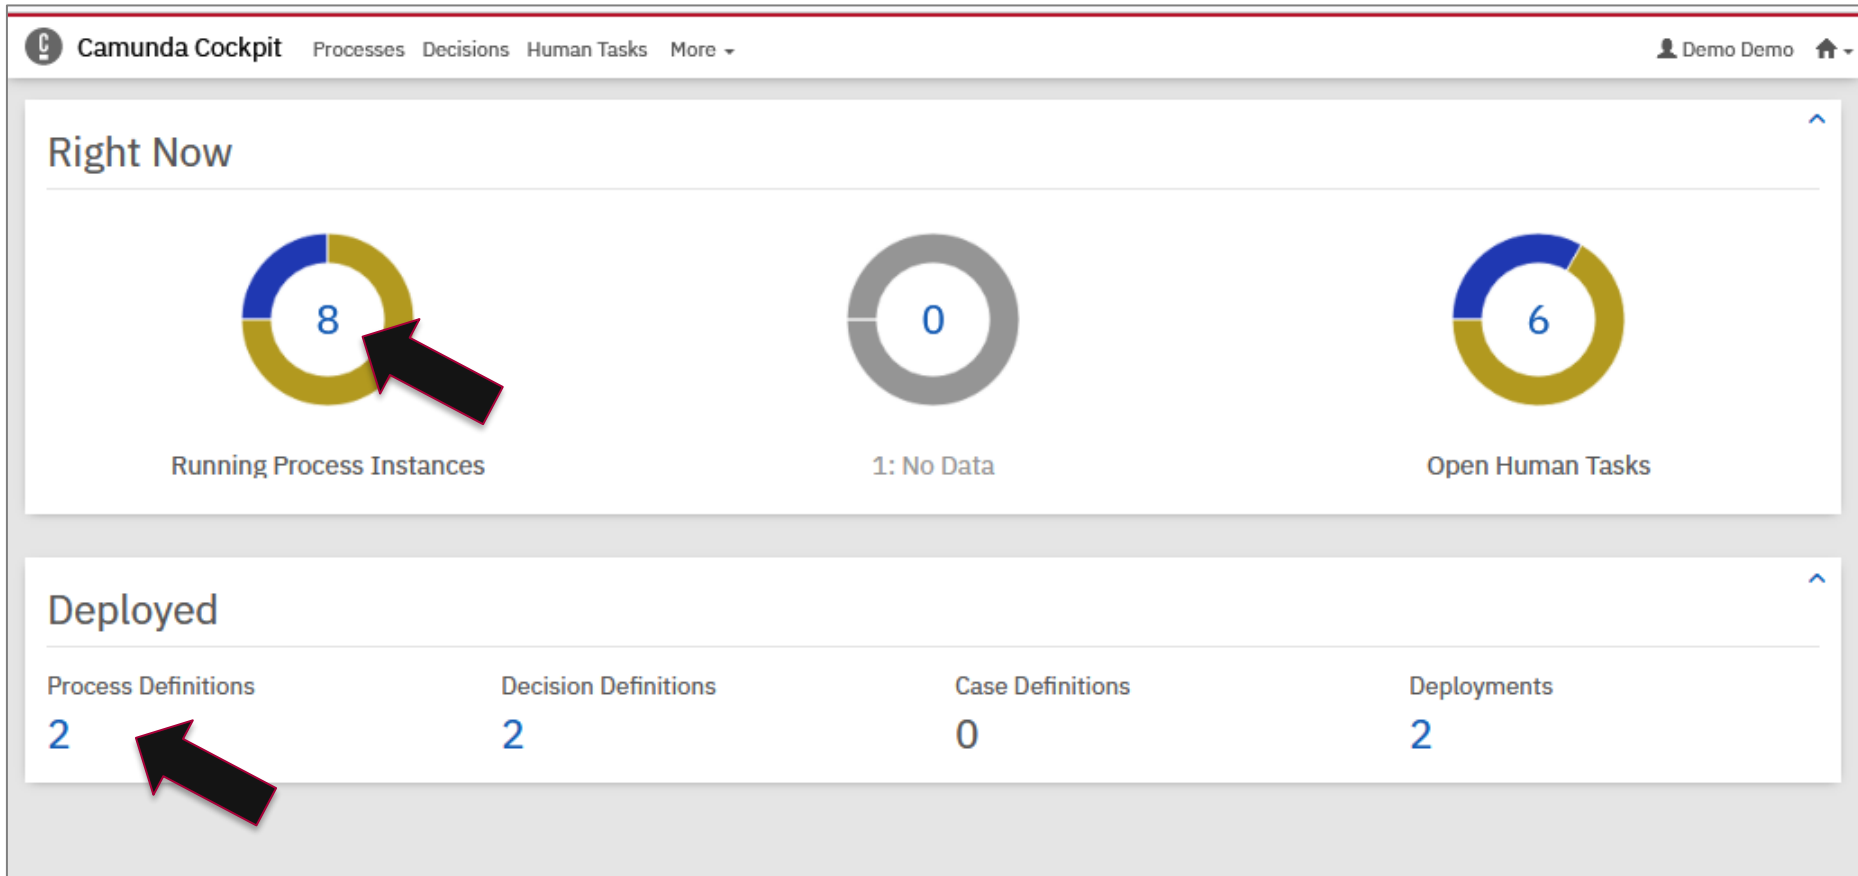 Camunda Cockpit Processes Decisions Human Tasks More Demo Demo
Right Now
8 0 6
Running Process Instances 1: No Data Open Human Tasks
Deployed
Process Definitions Decision Definitions Case Definitions Deployments
2 2 0 2